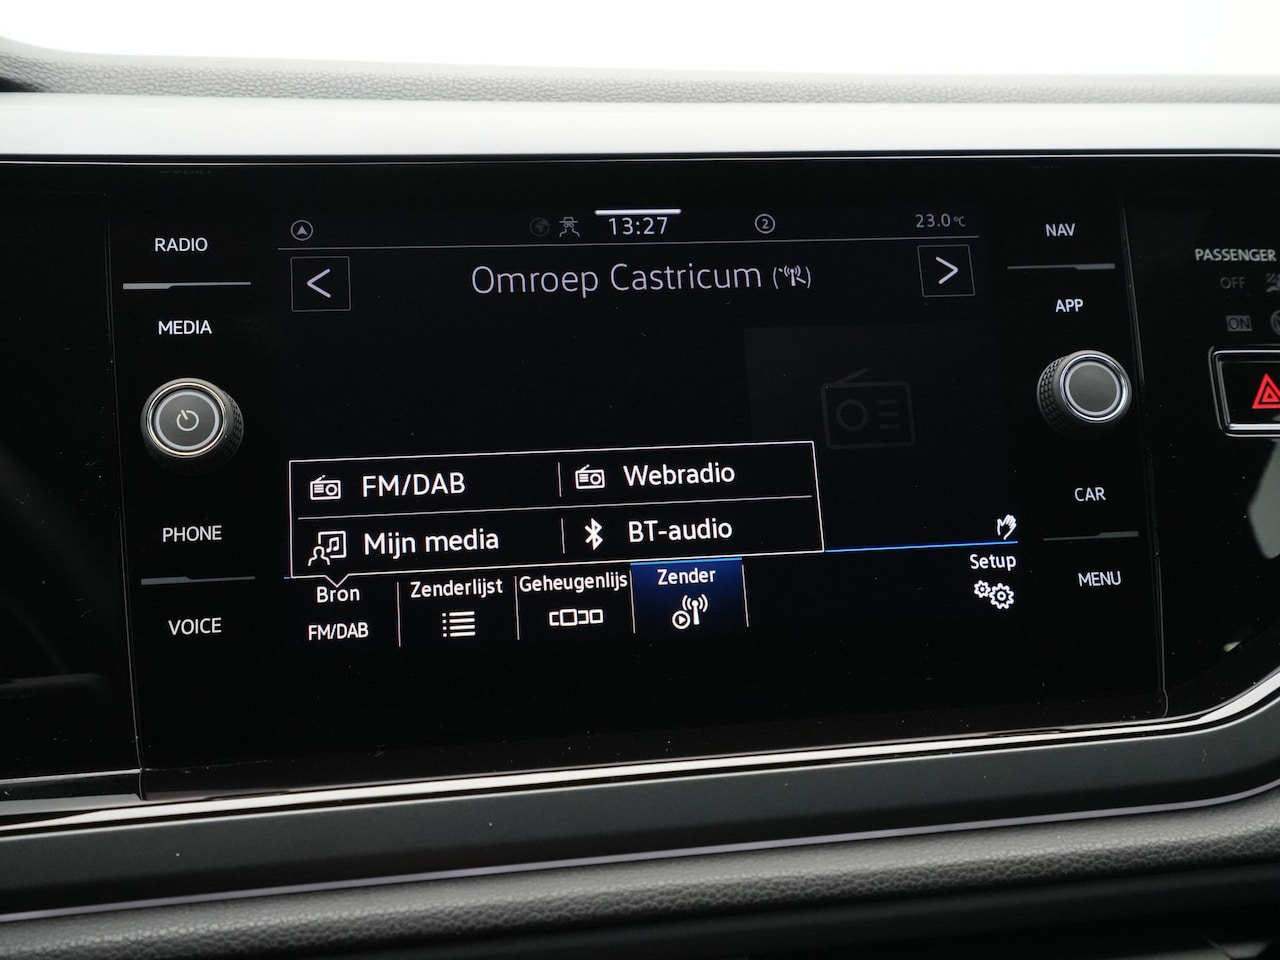 RADIO
MEDIA
PHONE
VOICE
13:27
2
23.0°C
< Omroep Castricum >
FM/DAB
Webradio
Mijn media
BT-audio
Bron
FM/DAB
Zenderlijst
Geheugenlijs
Zender
Setup
NAV
APP
CAR
MENU
PASSENGER
OFF
ON